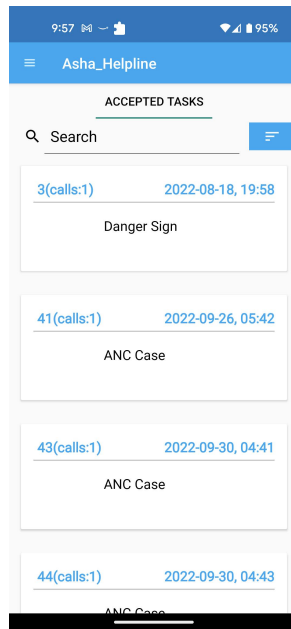 9:57 95%
Asha_Helpline
ACCEPTED TASKS
Search
3(calls:1) 2022-08-18, 19:58
Danger Sign
41(calls:1) 2022-09-26, 05:42
ANC Case
43(calls:1) 2022-09-30, 04:41
ANC Case
44(calls:1) 2022-09-30, 04:43
ANC Case